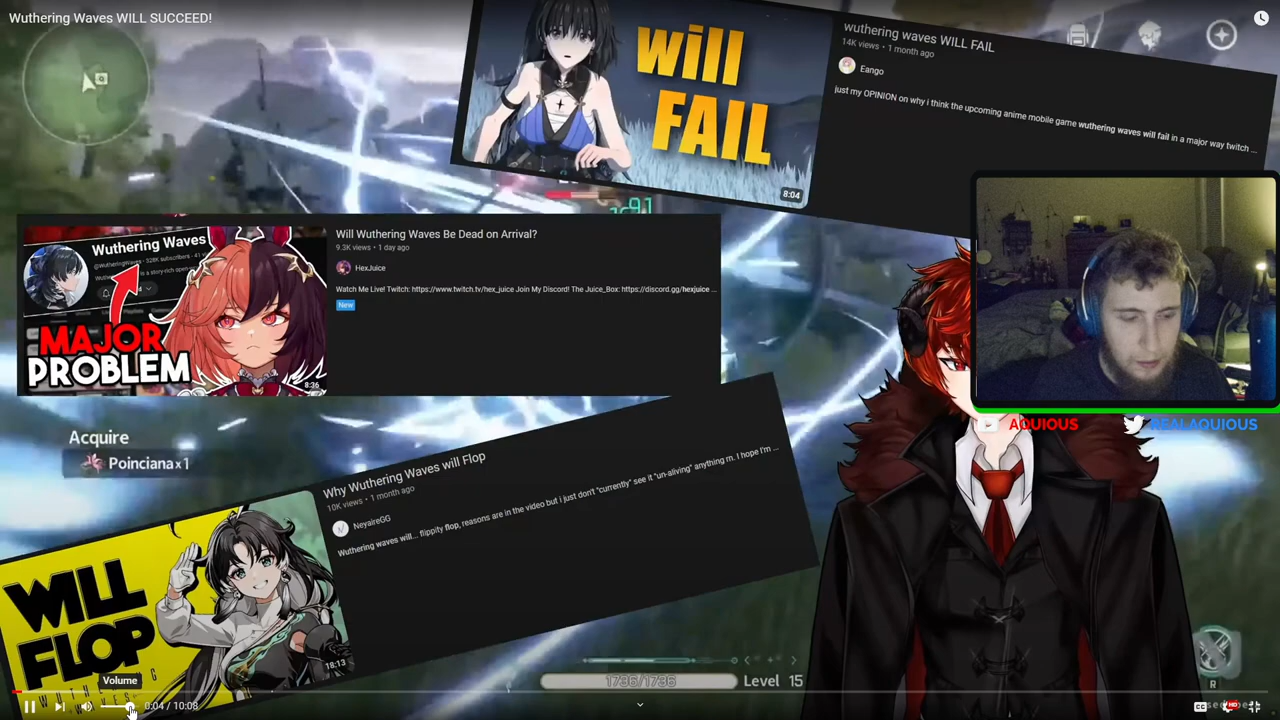 Wuthering Waves WILL SUCCEED!
will
FAIL
8:04
wuthering waves WILL FAIL
14K views • 1 month ago
Eango
just my OPINION on why i think the upcoming anime mobile game wuthering waves will fail in a major way twitch ...
Wuthering Waves
MAJOR
PROBLEM
8:36
Will Wuthering Waves Be Dead on Arrival?
9.3K views • 1 day ago
HexJuice
Watch Me Live! Twitch: https://www.twitch.tv/hex_juice Join My Discord! The Juice_Box: https://discord.gg/hexjuice ...
New
AQUIOUS
REALAQUIOUS
Acquire
Poinciana x 1
Why Wuthering Waves will Flop
10K views • 1 month ago
NeyaireGG
Wuthering waves will... flippity flop, reasons are in the video but i just don't "currently" see it "un-aliving" anything rn. I hope I'm ...
WILL
FLOP
WUTHERING
WAVES
18:13
Volume
1736/1736
Level 15
R
0:04 / 10:08
CC
HD